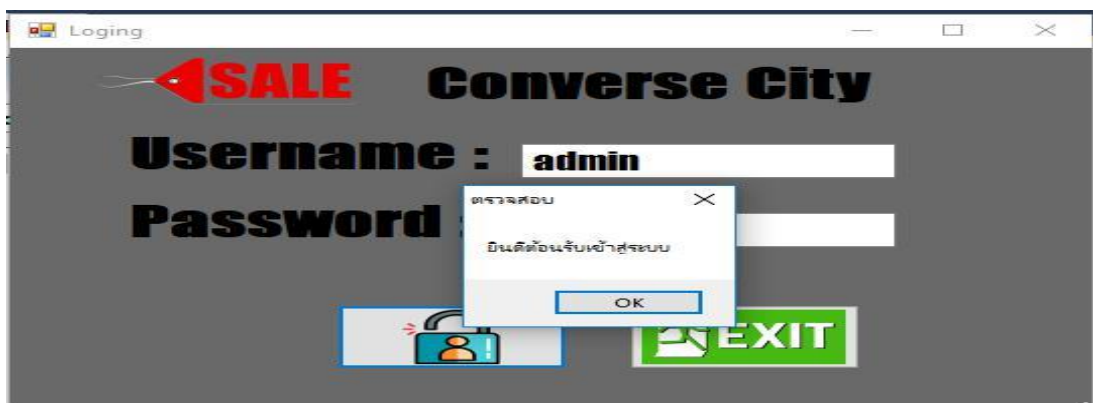 Loging
SALE Converse City
Username : admin
Password :
ตรวจสอบ
ยินดีต้อนรับเข้าสู่ระบบ
OK
EXIT